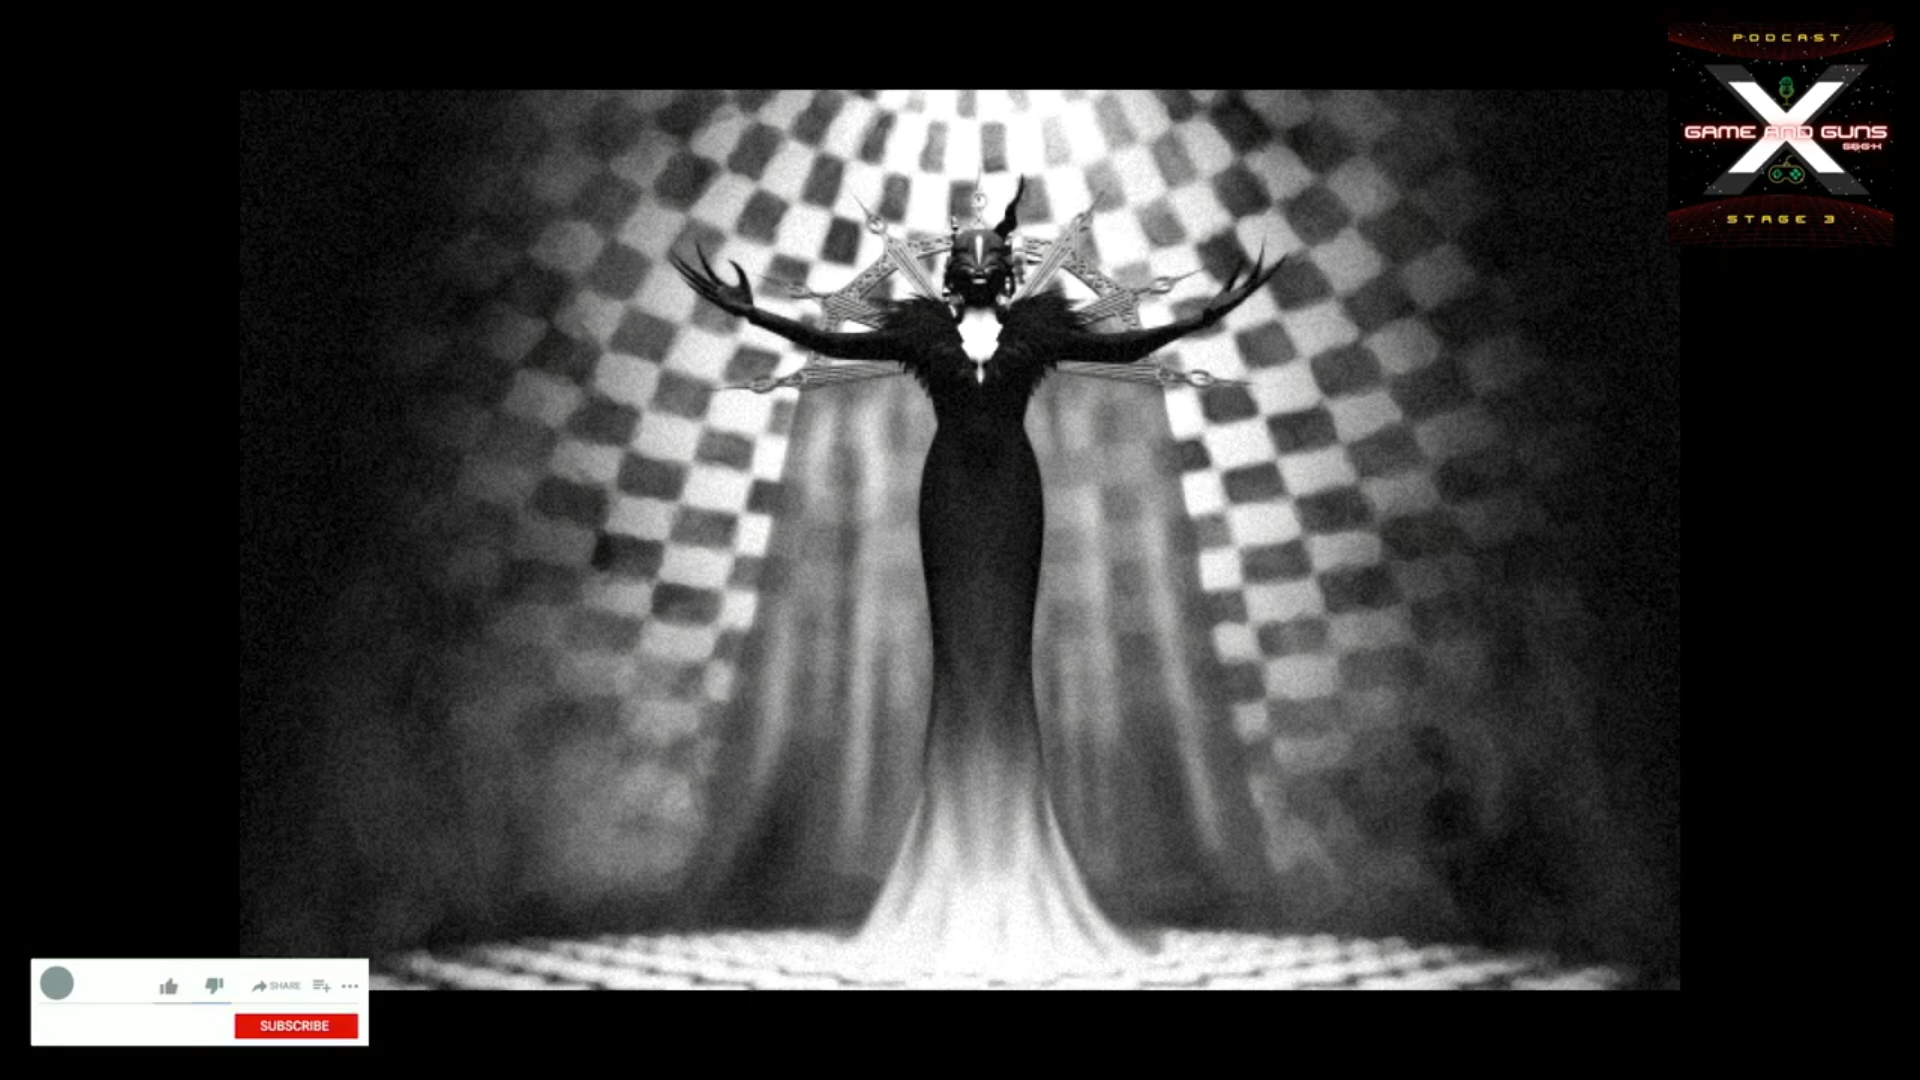 PODCAST
GAME AND GUNS
STAGE 3
SHARE
SUBSCRIBE